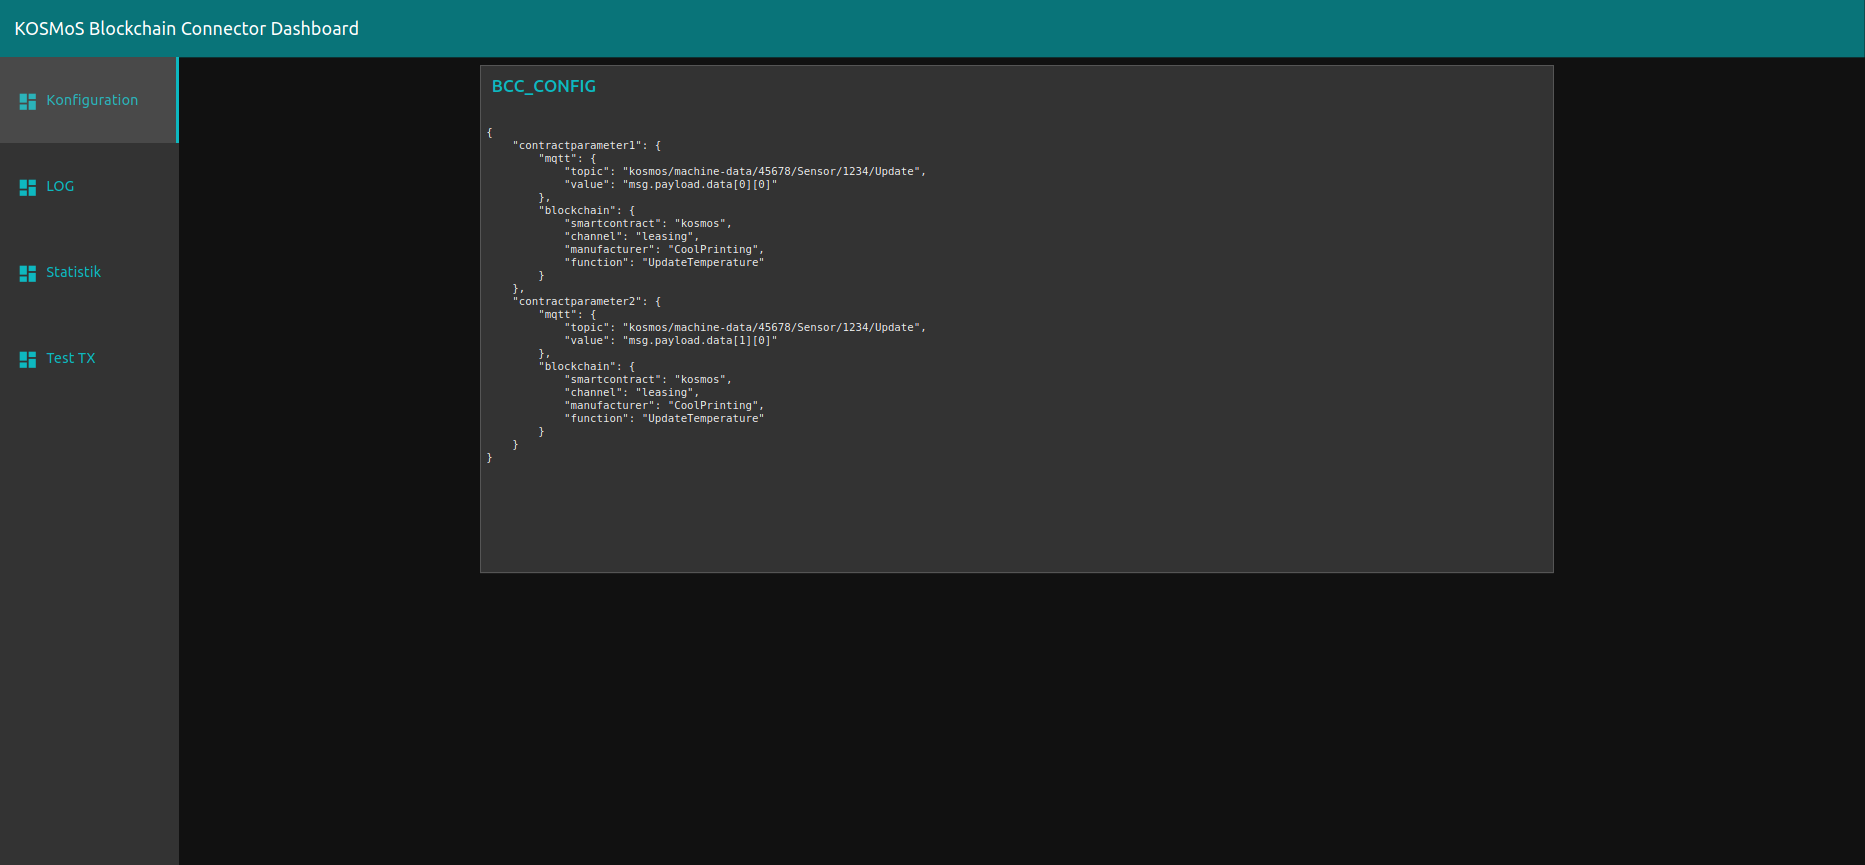 KOSMoS Blockchain Connector Dashboard
Konfiguration
LOG
Statistik
Test TX
BCC_CONFIG
{
    "contractparameter1": {
        "mqtt": {
            "topic": "kosmos/machine-data/45678/Sensor/1234/Update",
            "value": "msg.payload.data[0][0]"
        },
        "blockchain": {
            "smartcontract": "kosmos",
            "channel": "leasing",
            "manufacturer": "CoolPrinting",
            "function": "UpdateTemperature"
        }
    },
    "contractparameter2": {
        "mqtt": {
            "topic": "kosmos/machine-data/45678/Sensor/1234/Update",
            "value": "msg.payload.data[1][0]"
        },
        "blockchain": {
            "smartcontract": "kosmos",
            "channel": "leasing",
            "manufacturer": "CoolPrinting",
            "function": "UpdateTemperature"
        }
    }
}